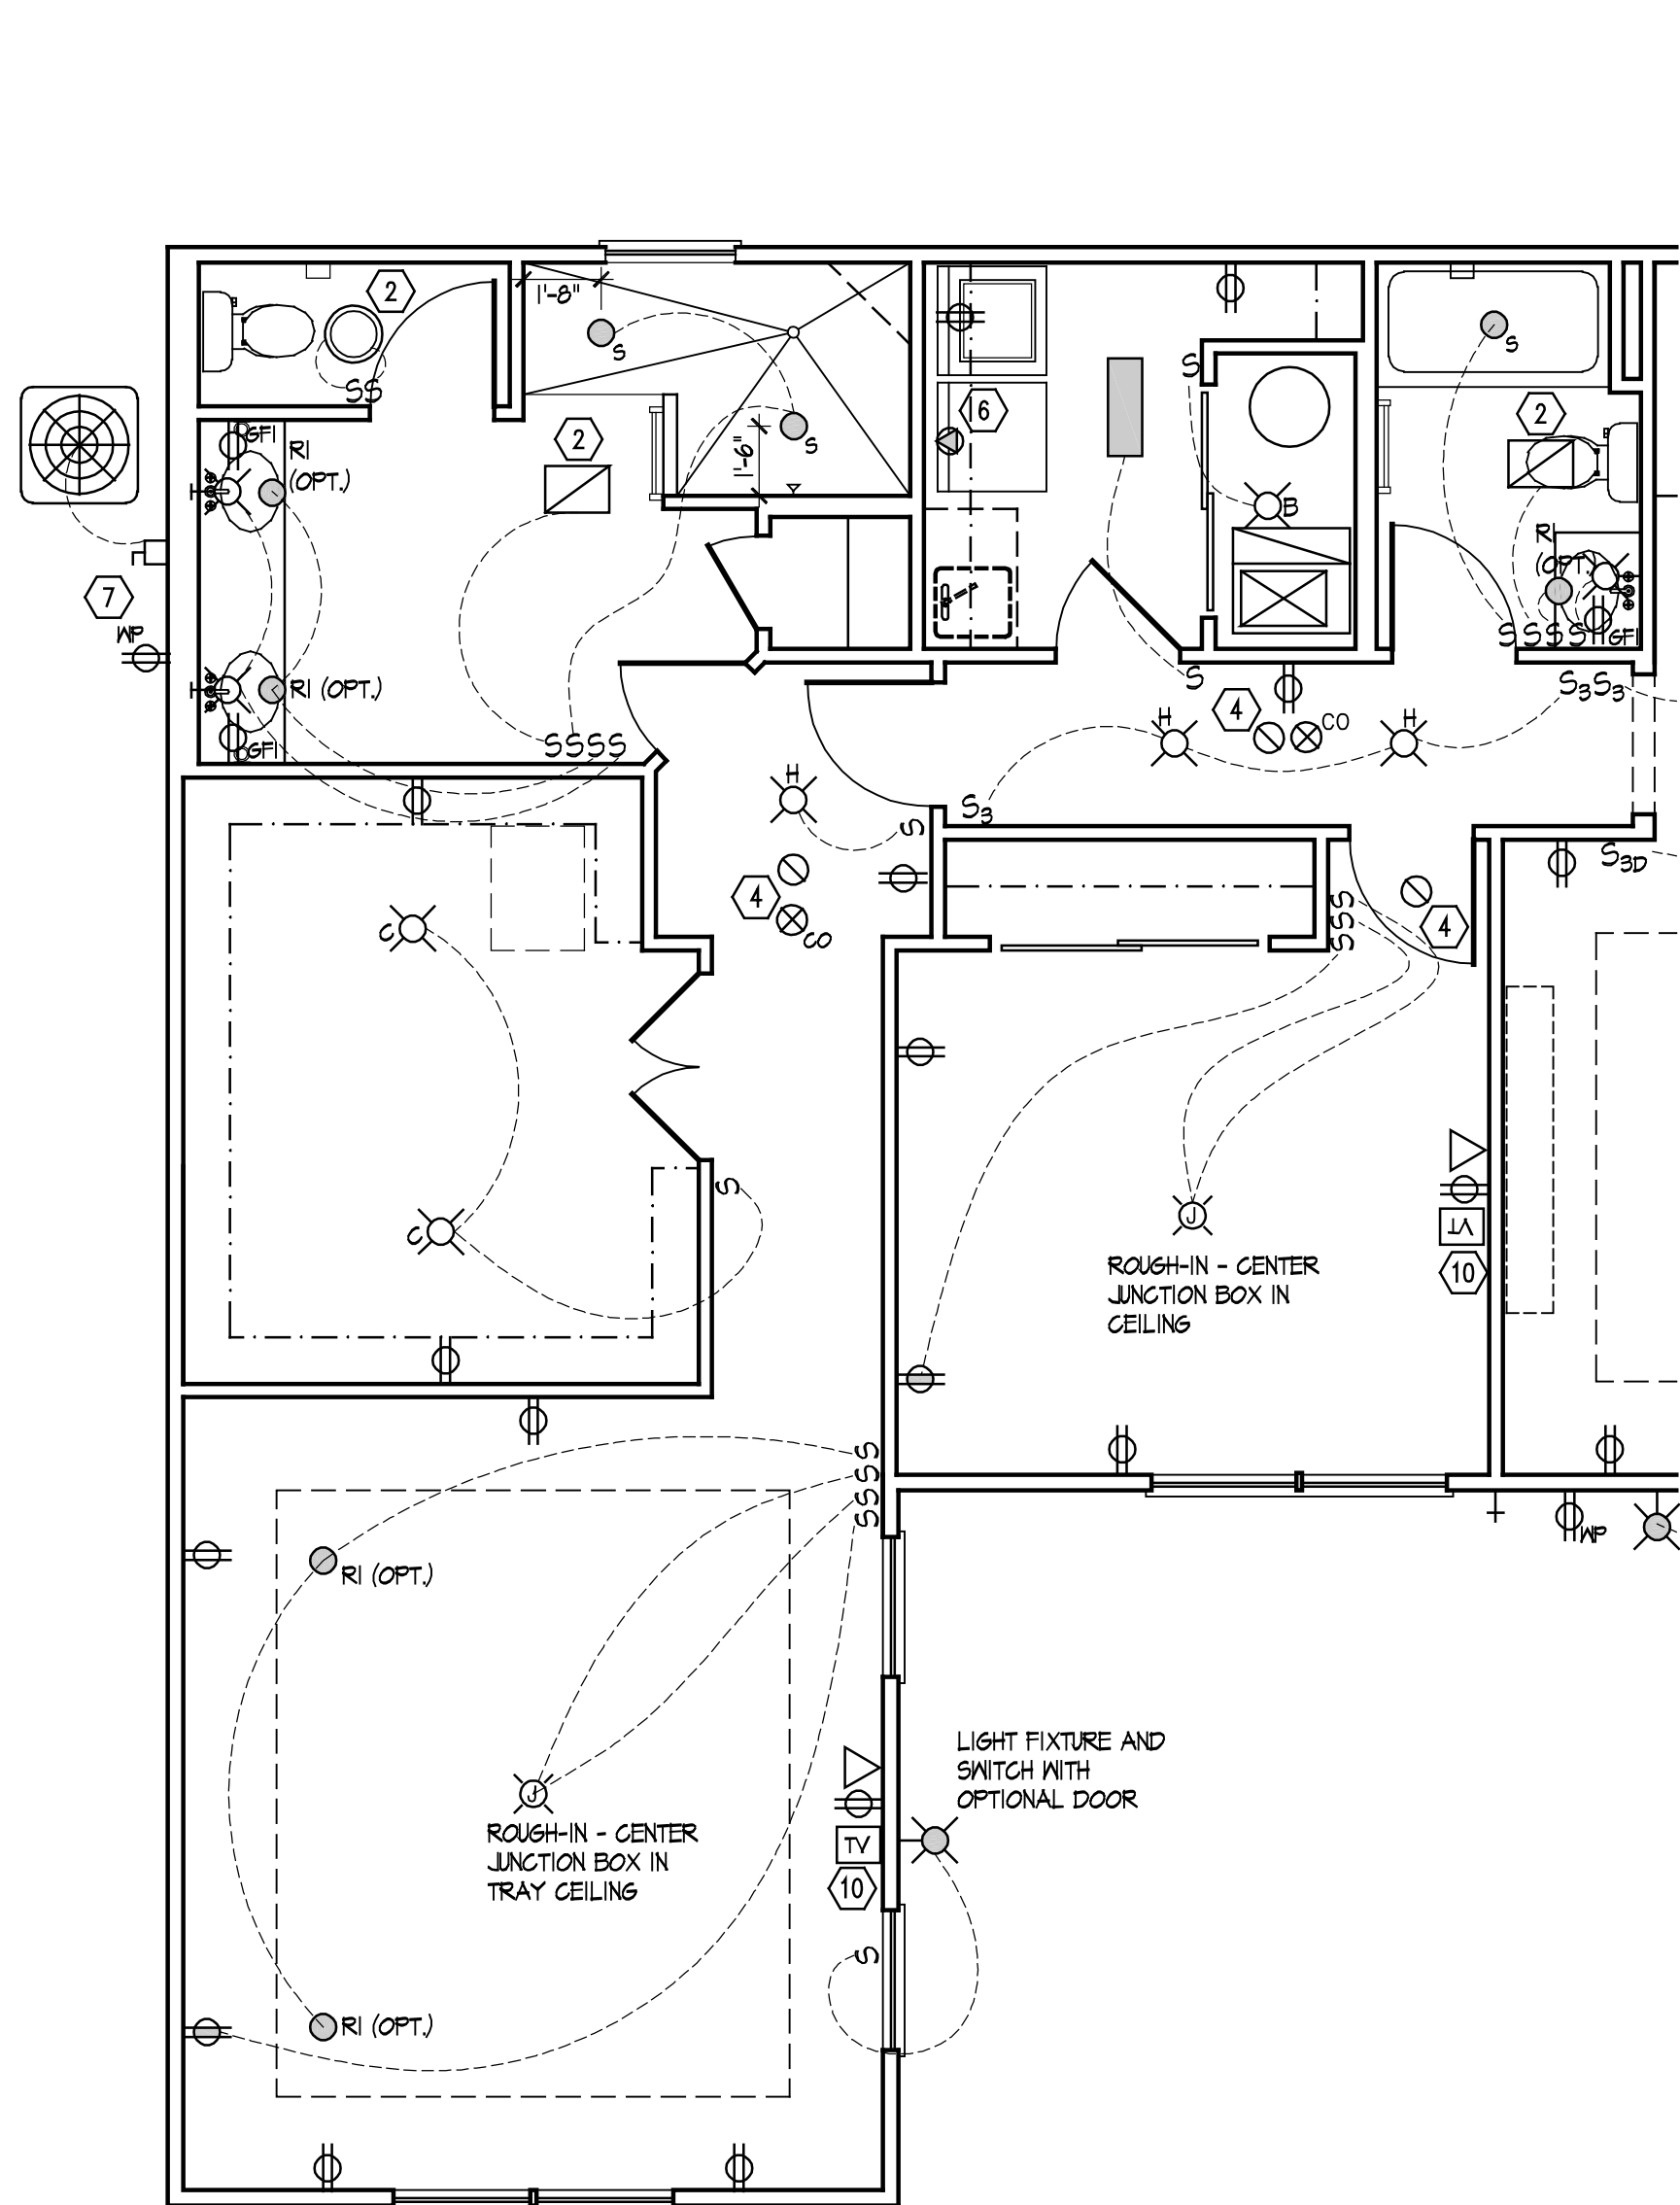 2
1'-8"
S
SS
GFI
RI
(OPT.)
2
1'-6"
S
6
S
B
S
2
RI
(OPT.)
SSSS
GFI
7
WP
RI (OPT.)
GFI
SSSS
S
4
CO
H
H
S3S3
S3
H
S
4
CO
S3D
S
S
S
4
C
C
S
J
ROUGH-IN - CENTER
JUNCTION BOX IN
CEILING
TV
10
S
S
S
S
WP
RI (OPT.)
LIGHT FIXTURE AND
SWITCH WITH
OPTIONAL DOOR
J
ROUGH-IN - CENTER
JUNCTION BOX IN
TRAY CEILING
TV
10
S
RI (OPT.)